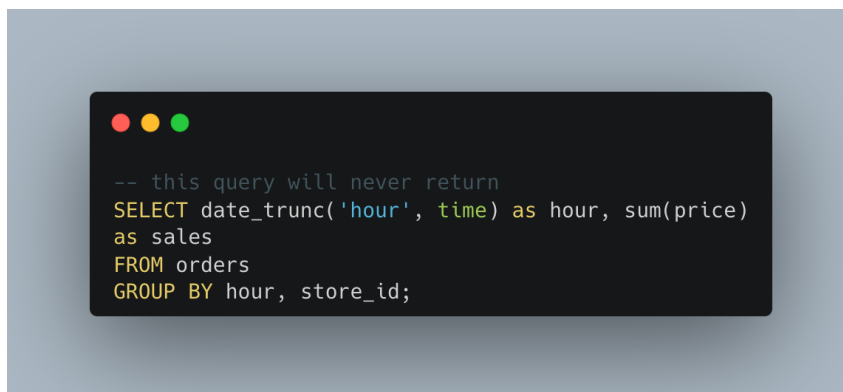 -- this query will never return
SELECT date_trunc('hour', time) as hour, sum(price)
as sales
FROM orders
GROUP BY hour, store_id;